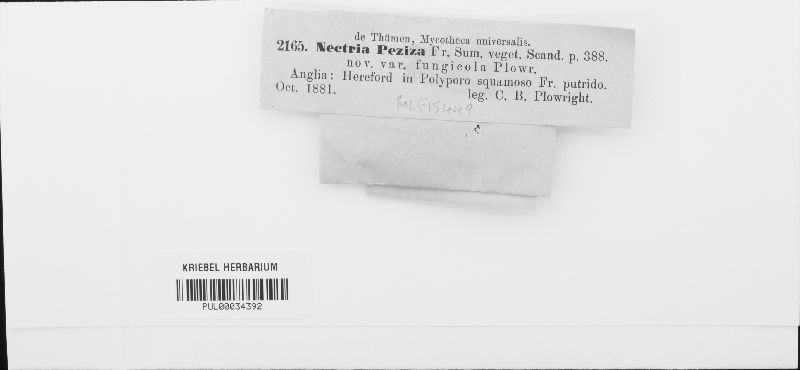 de Thümen, Mycotheca universalis.
2165. Nectria Peziza Fr. Sum. veget. Scand. p. 388.
nov. var. fungicola Plowr.
Anglia: Hereford in Polyporo squamoso Fr. putrido.
Oct. 1881. leg. C. B. Plowright.
PULF15449
KRIEBEL HERBARIUM
PUL00034392